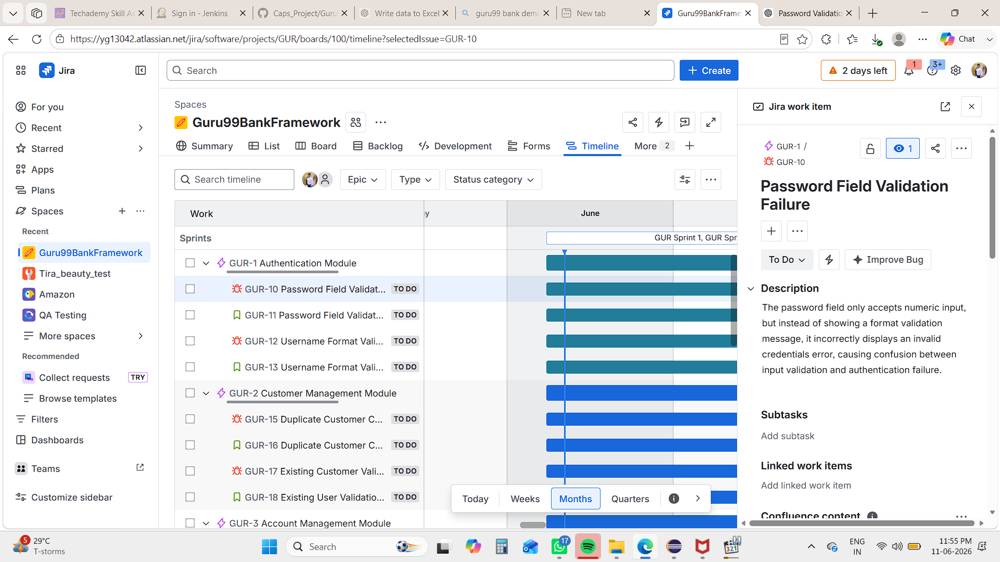 Techademy Skill As
Sign in - Jenkins
Caps_Project/Guru
Write data to Excel
guru99 bank demo
New tab
Guru99BankFrame
Password Validatio
https://yg13042.atlassian.net/jira/software/projects/GUR/boards/100/timeline?selectedIssue=GUR-10
Chat
Jira
Search
+ Create
2 days left
1
3+
For you
Recent
Starred
Apps
Plans
Spaces
Recent
Guru99BankFramework
Tira_beauty_test
Amazon
QA Testing
More spaces
Recommended
Collect requests TRY
Browse templates
Filters
Dashboards
Teams
Customize sidebar
Spaces
Guru99BankFramework
Summary List Board Backlog Development Forms Timeline More 2
Search timeline
Epic Type Status category
Work
y June
Sprints
GUR Sprint 1, GUR Spr
GUR-1 Authentication Module
GUR-10 Password Field Validat... TO DO
GUR-11 Password Field Validat... TO DO
GUR-12 Username Format Vali... TO DO
GUR-13 Username Format Vali... TO DO
GUR-2 Customer Management Module
GUR-15 Duplicate Customer C... TO DO
GUR-16 Duplicate Customer C... TO DO
GUR-17 Existing Customer Vali... TO DO
GUR-18 Existing User Validatio... TO DO
GUR-3 Account Management Module
Today Weeks Months Quarters
Jira work item
GUR-1 /
GUR-10
1
Password Field Validation
Failure
To Do
Improve Bug
Description
The password field only accepts numeric input,
but instead of showing a format validation
message, it incorrectly displays an invalid
credentials error, causing confusion between
input validation and authentication failure.
Subtasks
Add subtask
Linked work items
Add linked work item
Confluence content
5
29°C
T-storms
Search
17
321
ENG
IN
11:55 PM
11-06-2026